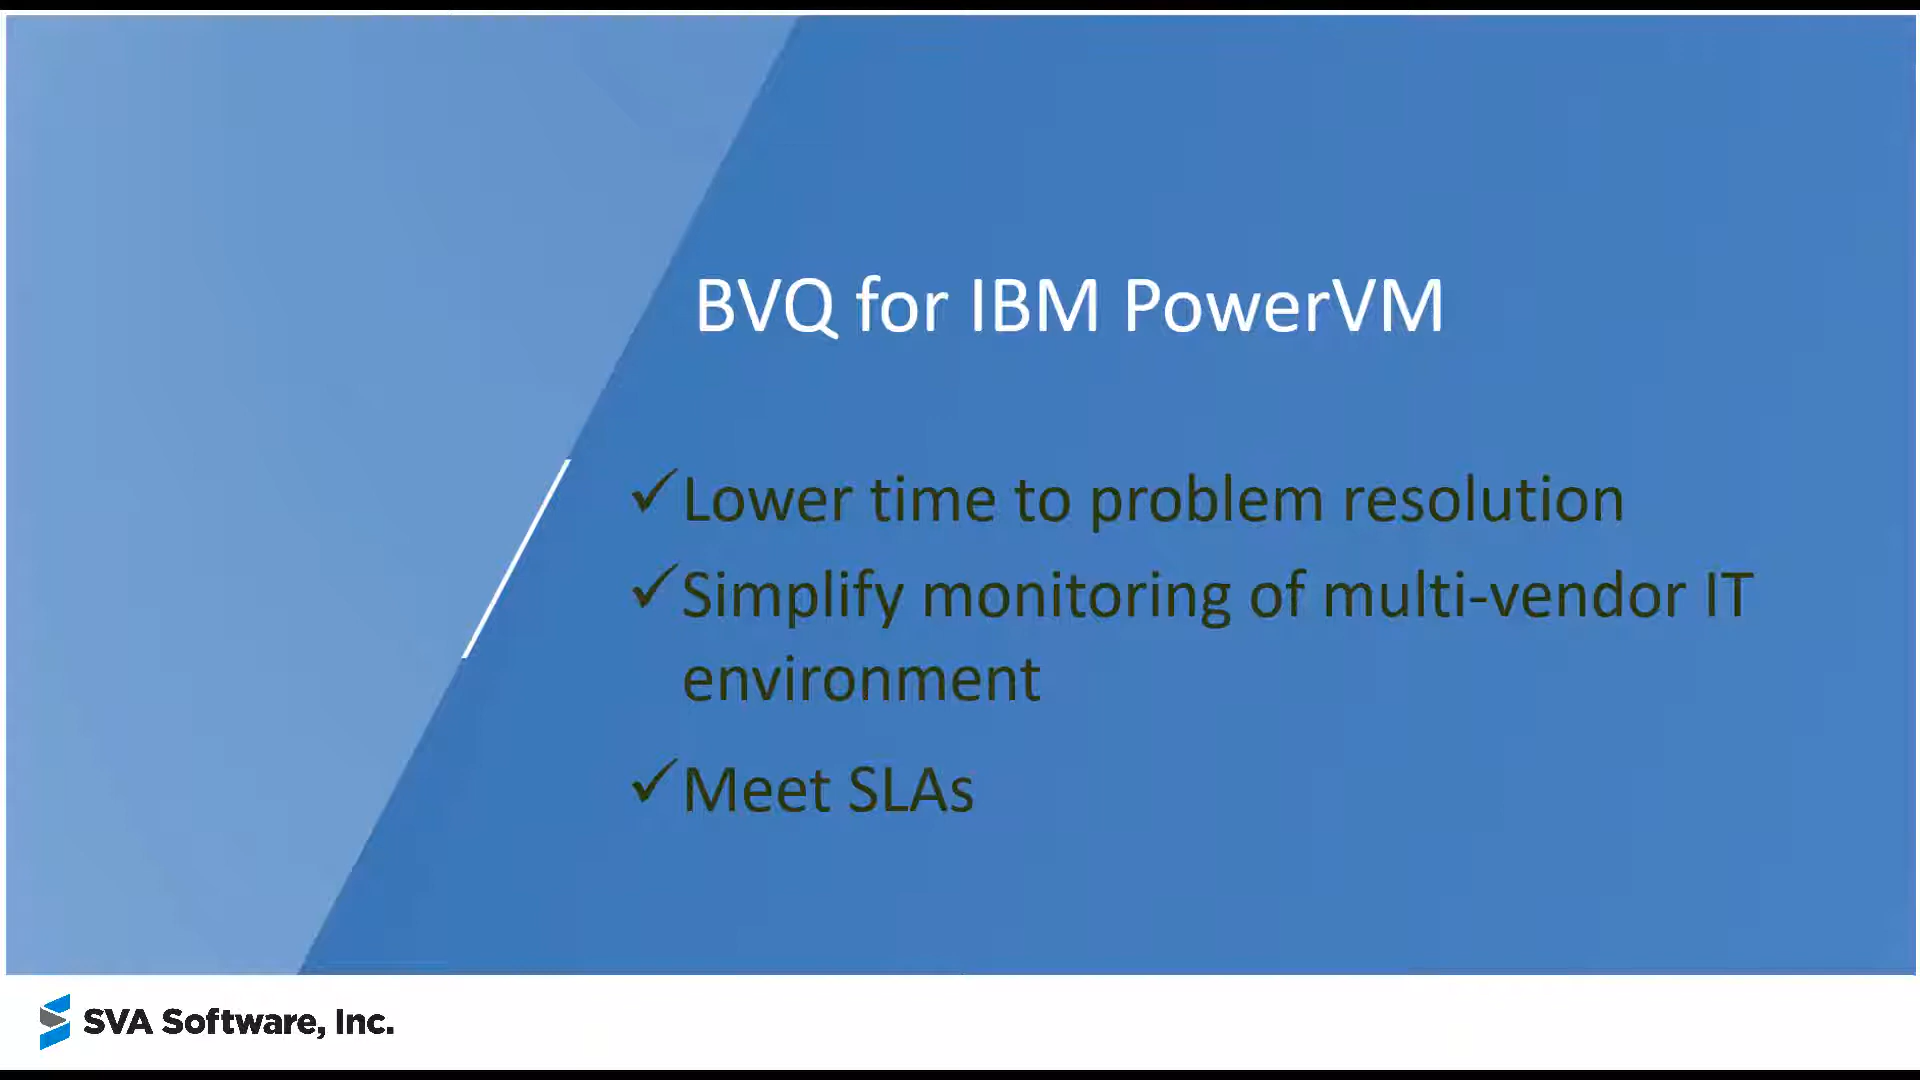 BVQ for IBM PowerVM
✓Lower time to problem resolution
✓Simplify monitoring of multi-vendor IT
environment
✓Meet SLAs
SVA Software, Inc.